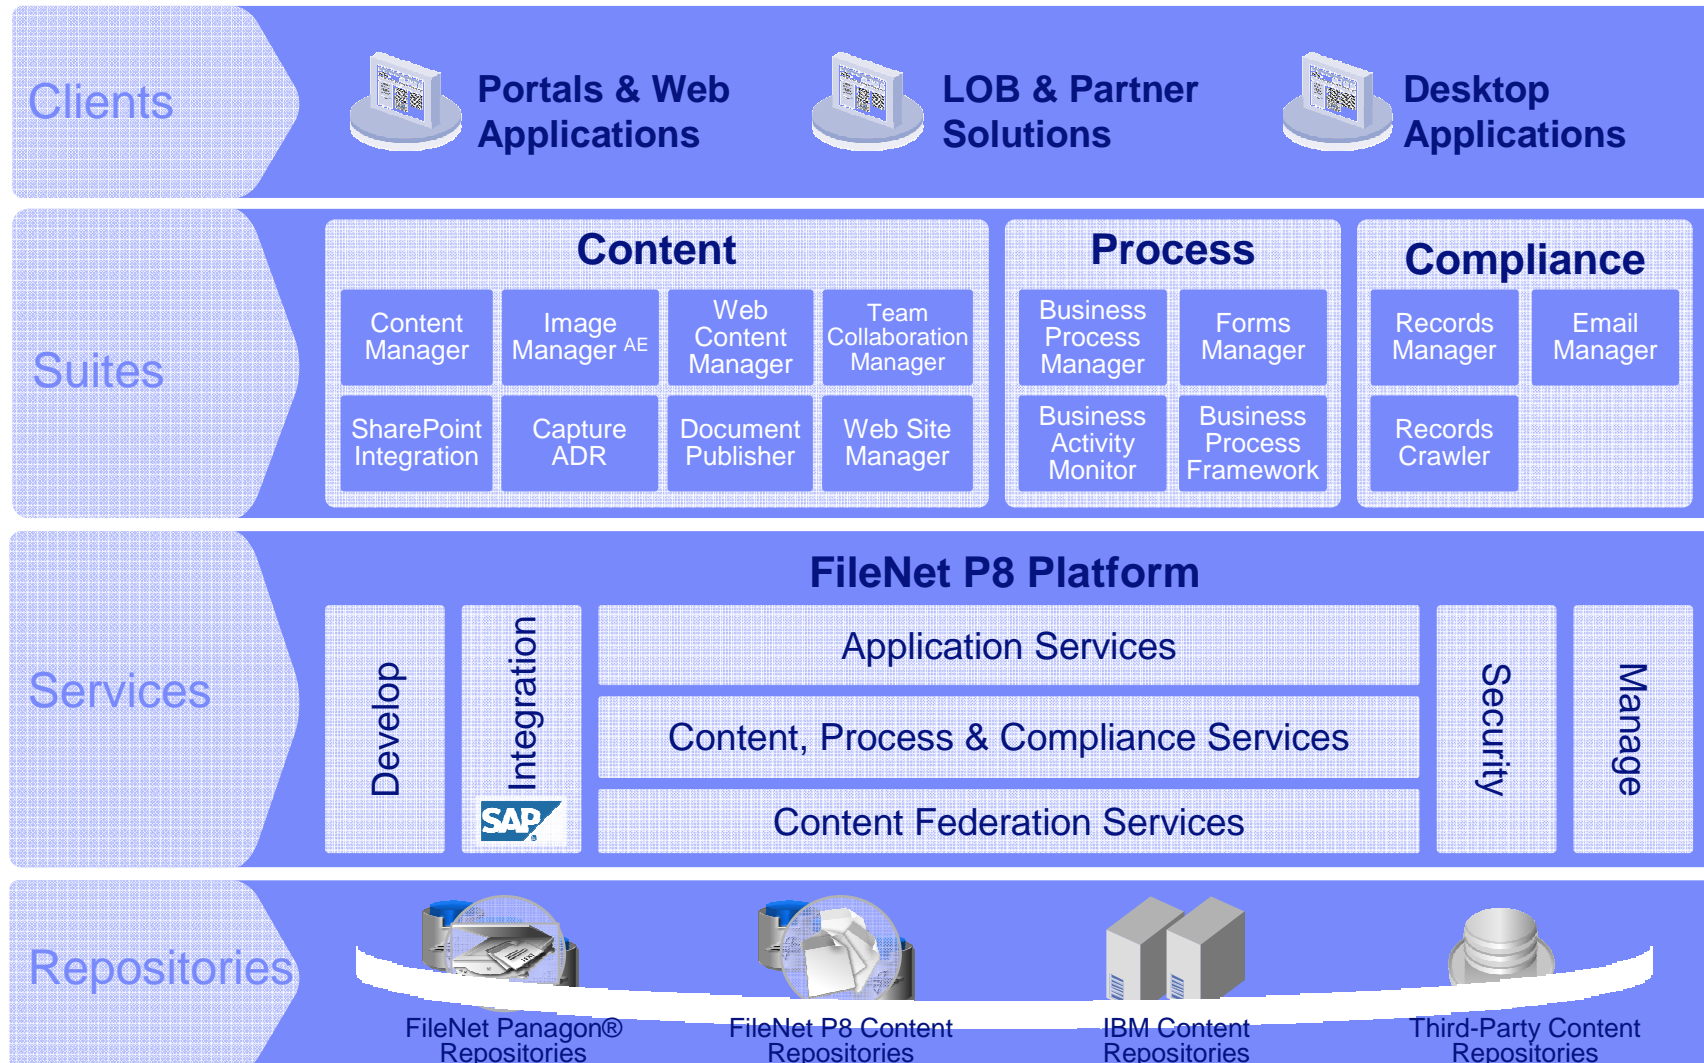 Clients
Portals & Web
Applications
LOB & Partner
Solutions
Desktop
Applications
Suites
Content
Content
Manager
Image
Manager AE
Web
Content
Manager
Team
Collaboration
Manager
SharePoint
Integration
Capture
ADR
Document
Publisher
Web Site
Manager
Process
Business
Process
Manager
Forms
Manager
Business
Activity
Monitor
Business
Process
Framework
Compliance
Records
Manager
Email
Manager
Records
Crawler
Services
FileNet P8 Platform
Develop
Integration
SAP®
Application Services
Content, Process & Compliance Services
Content Federation Services
Security
Manage
Repositories
FileNet Panagon®
Repositories
FileNet P8 Content
Repositories
IBM Content
Repositories
Third-Party Content
Repositories